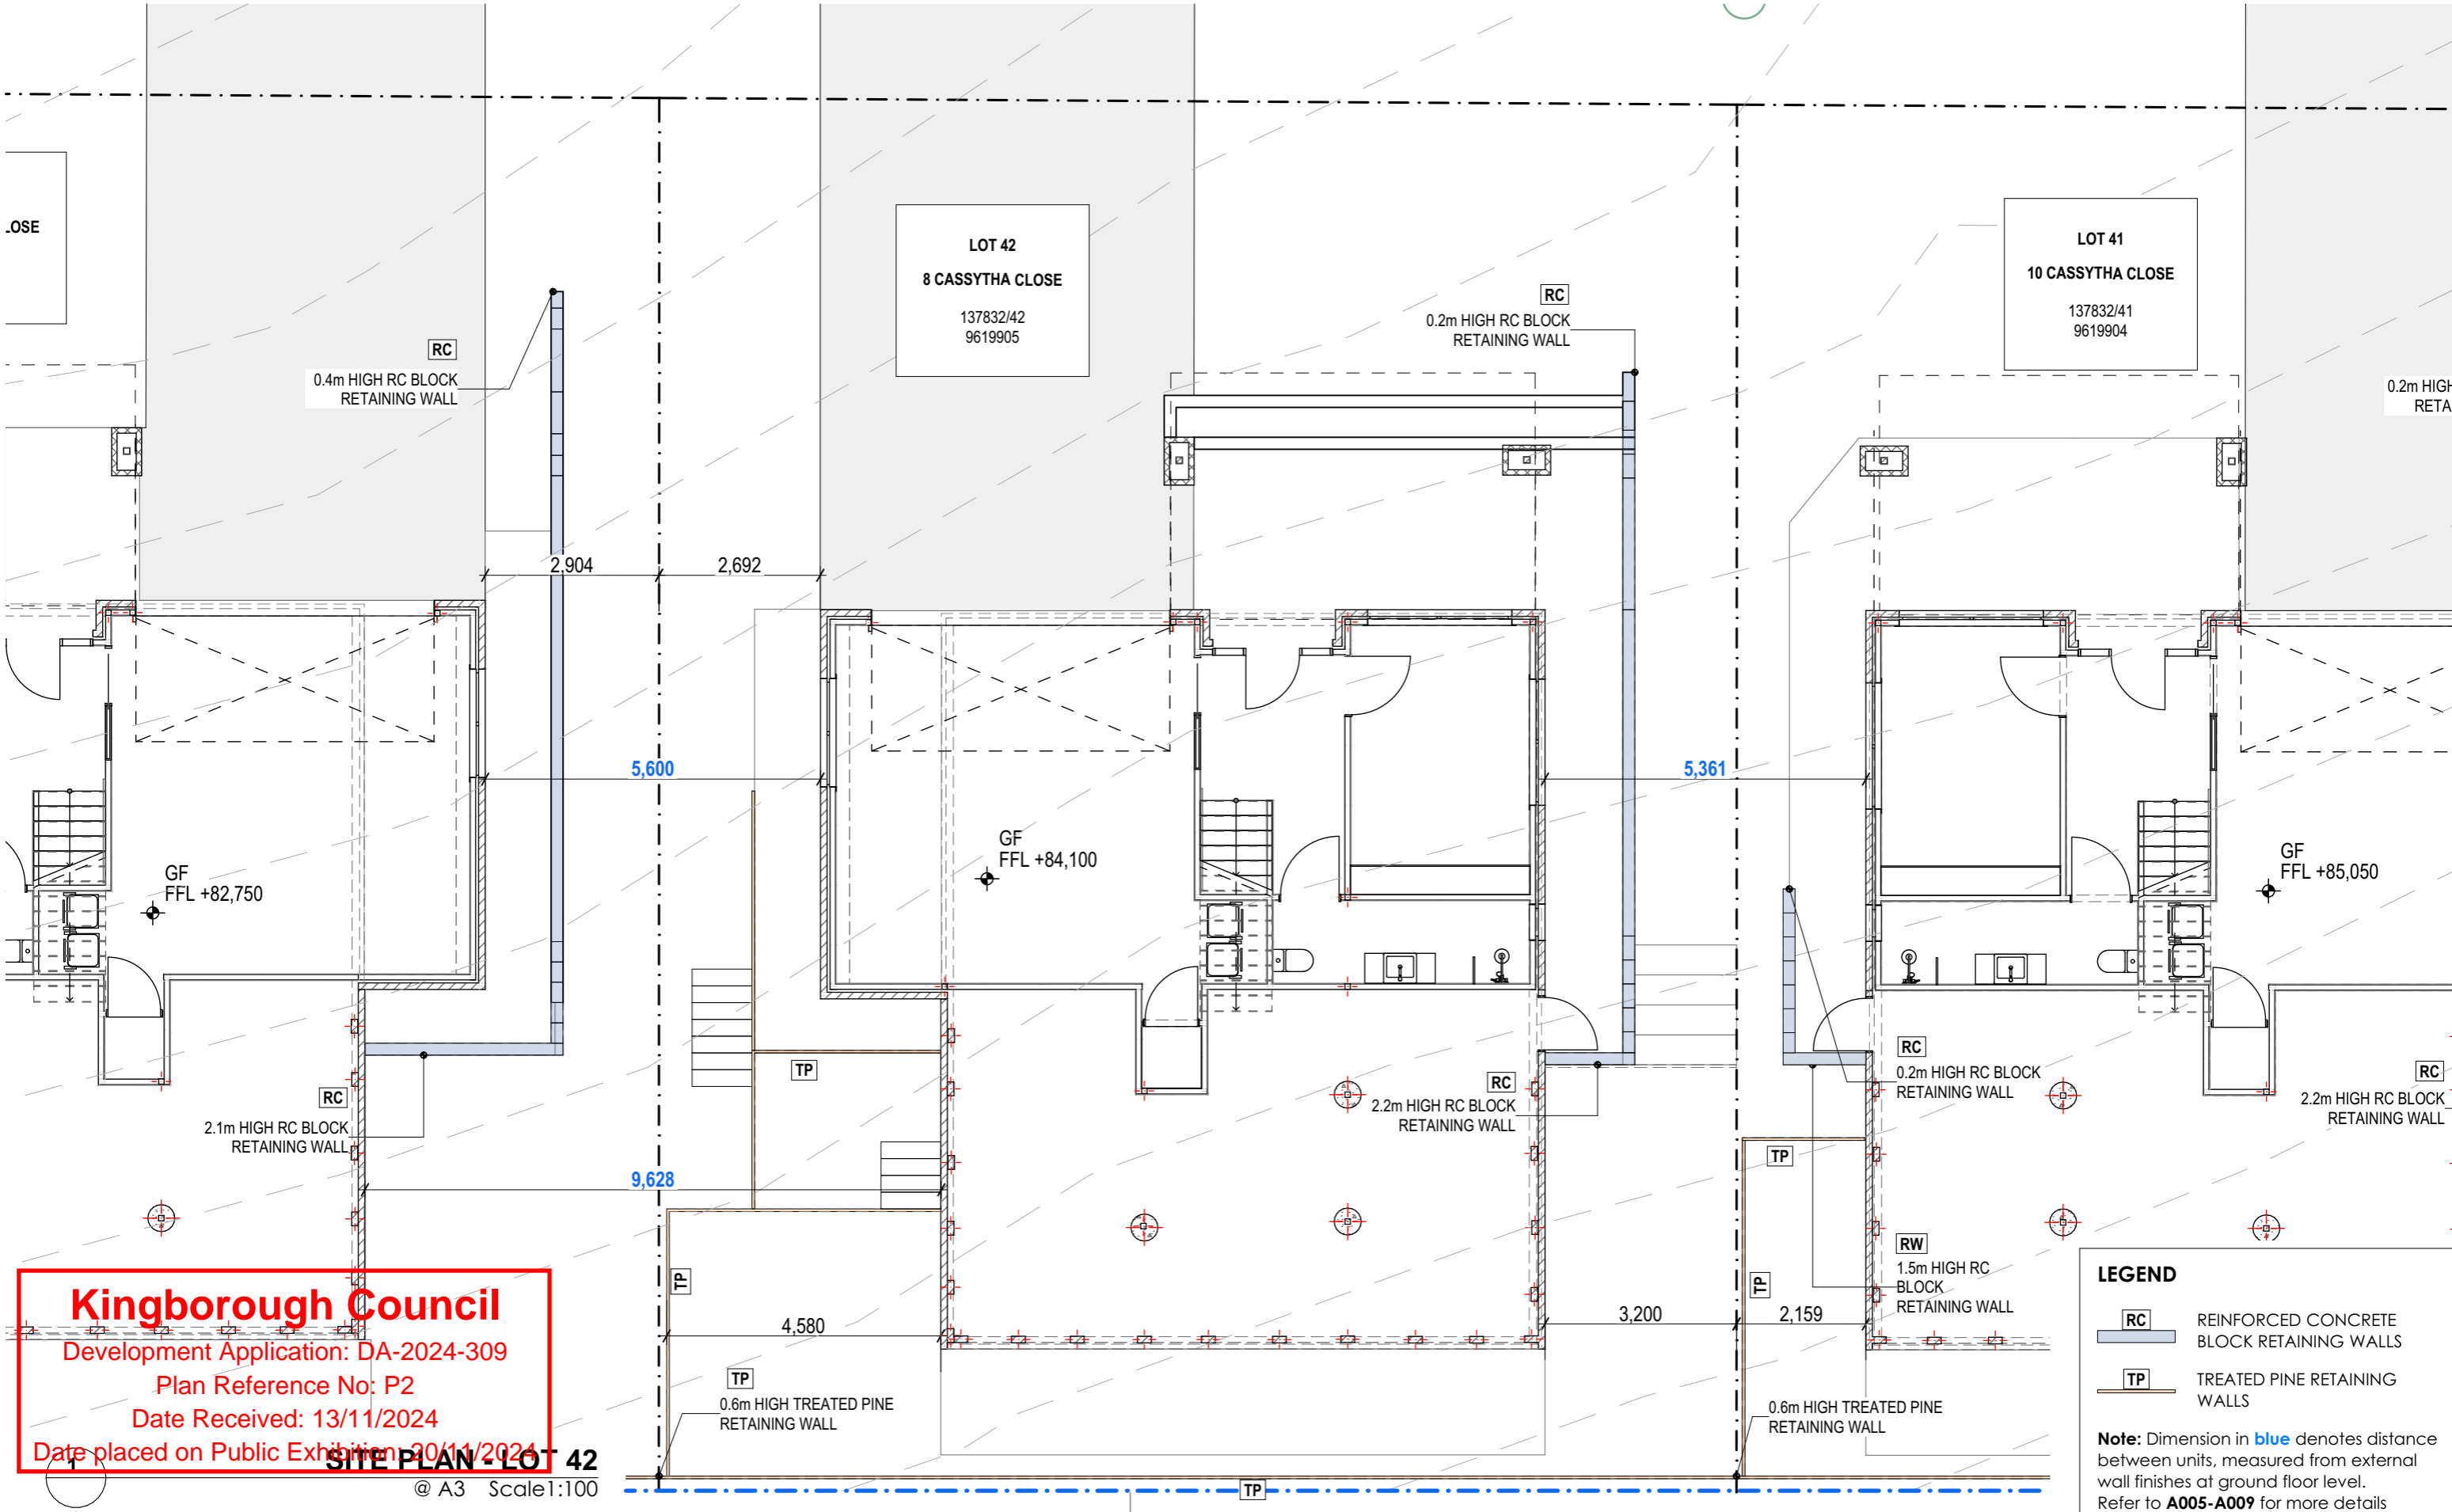 LOSE
LOT 42
8 CASSYTHA CLOSE
137832/42
9619905
LOT 41
10 CASSYTHA CLOSE
137832/41
9619904
RC
0.4m HIGH RC BLOCK
RETAINING WALL
RC
0.2m HIGH RC BLOCK
RETAINING WALL
0.2m HIGH
RETA
2,904
2,692
5,600
5,361
GF
FFL +82,750
GF
FFL +84,100
GF
FFL +85,050
TP
RC
2.1m HIGH RC BLOCK
RETAINING WALL
RC
2.2m HIGH RC BLOCK
RETAINING WALL
RC
0.2m HIGH RC BLOCK
RETAINING WALL
RC
2.2m HIGH RC BLOCK
RETAINING WALL
TP
9,628
TP
4,580
TP
0.6m HIGH TREATED PINE
RETAINING WALL
3,200
2,159
TP
RW
1.5m HIGH RC
BLOCK
RETAINING WALL
0.6m HIGH TREATED PINE
RETAINING WALL
TP
Kingborough Council
Development Application: DA-2024-309
Plan Reference No: P2
Date Received: 13/11/2024
Date placed on Public Exhibition: 20/11/2024
1
SITE PLAN - LOT 42
@ A3 Scale1:100
LEGEND
RC
REINFORCED CONCRETE
BLOCK RETAINING WALLS
TP
TREATED PINE RETAINING
WALLS
Note: Dimension in blue denotes distance
between units, measured from external
wall finishes at ground floor level.
Refer to A005-A009 for more details